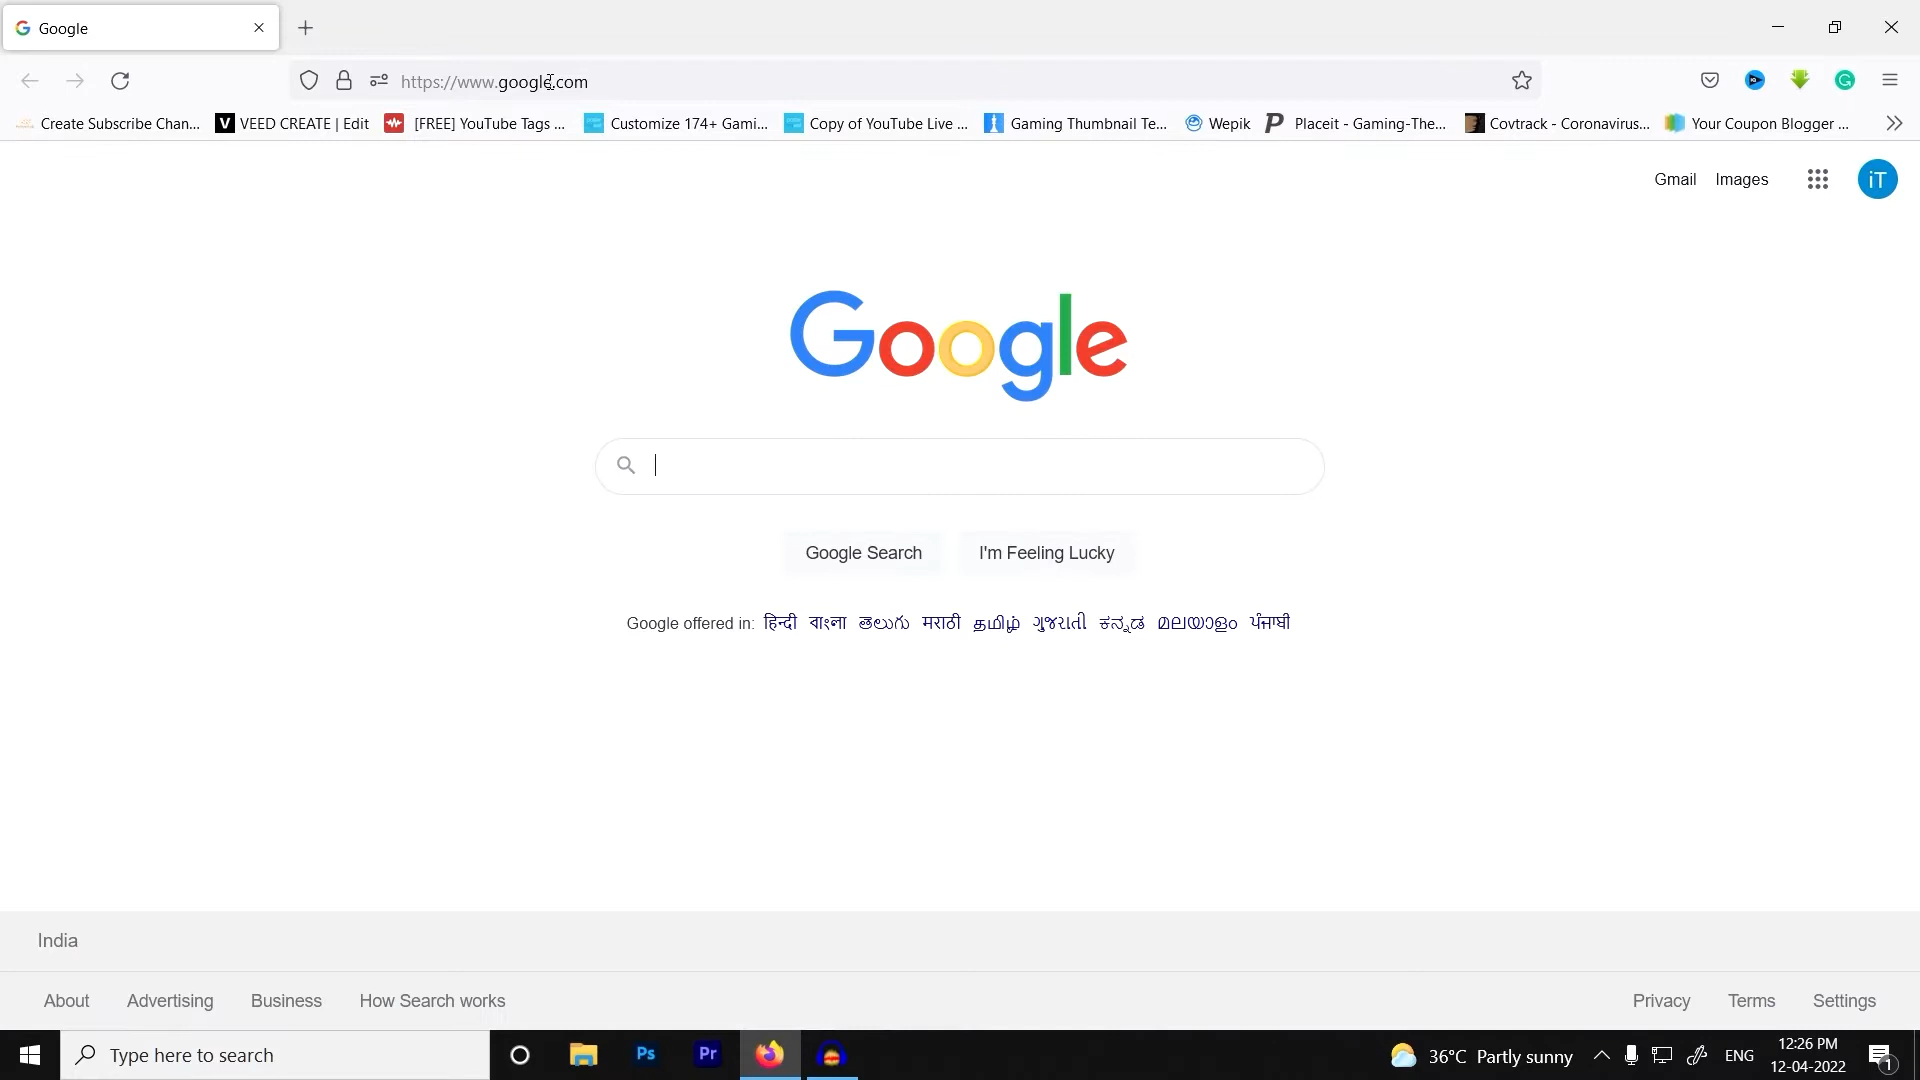 Google
https://www.google.com
Create Subscribe Chan... VEED CREATE | Edit [FREE] YouTube Tags ... Customize 174+ Gami... Copy of YouTube Live ... Gaming Thumbnail Te... Wepik Placeit - Gaming-The... Covtrack - Coronavirus... Your Coupon Blogger ...
Gmail Images iT
Google
Google Search I'm Feeling Lucky
Google offered in: हिन्दी বাংলা తెలుగు मराठी தமிழ் ગુજરાતી ಕನ್ನಡ മലയാളം ਪੰਜਾਬੀ
India
About Advertising Business How Search works Privacy Terms Settings
Type here to search Ps Pr 36°C Partly sunny ENG 12:26 PM
12-04-2022 1